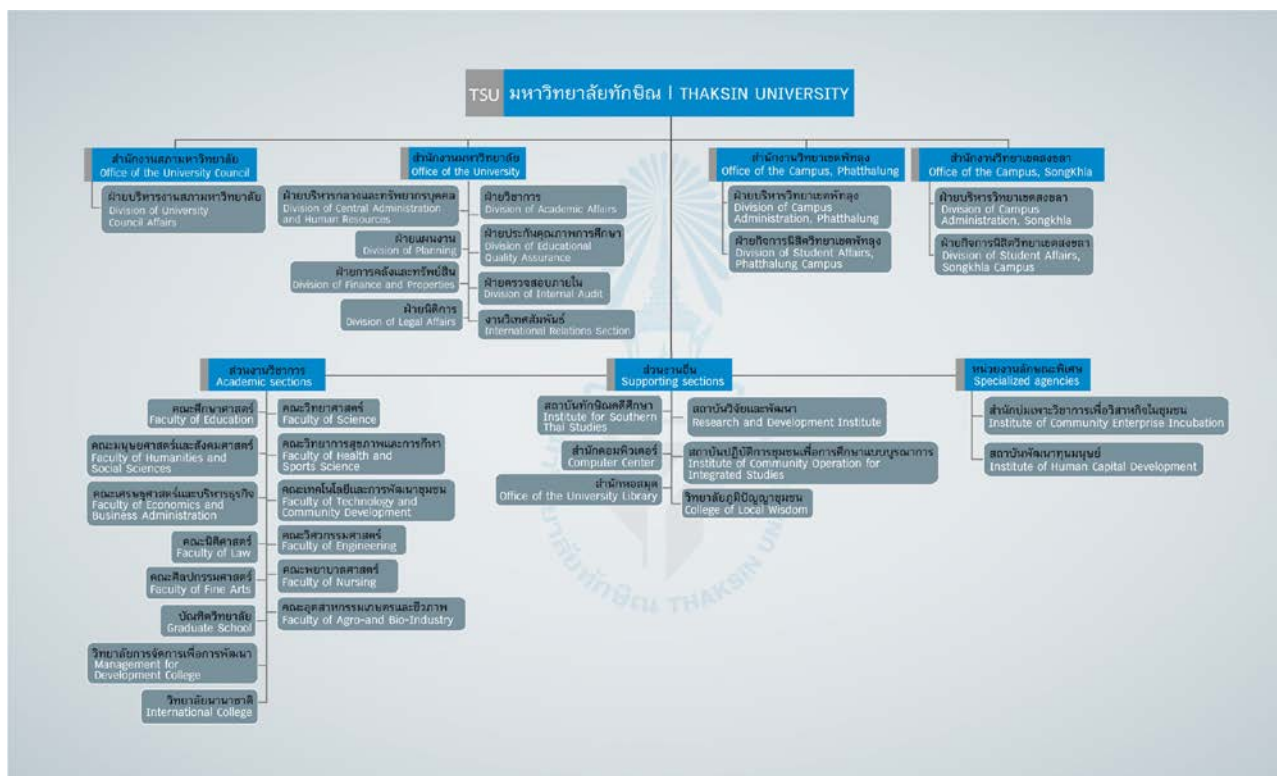 TSU มหาวิทยาลัยทักษิณ | THAKSIN UNIVERSITY
สำนักงานสภามหาวิทยาลัย
Office of the University Council
ฝ่ายบริหารงานสภามหาวิทยาลัย
Division of University
Council Affairs
สำนักงานมหาวิทยาลัย
Office of the University
ฝ่ายบริหารกลางและทรัพยากรบุคคล
Division of Central Administration
and Human Resources
ฝ่ายแผนงาน
Division of Planning
ฝ่ายการคลังและทรัพย์สิน
Division of Finance and Properties
ฝ่ายนิติการ
Division of Legal Affairs
ฝ่ายวิชาการ
Division of Academic Affairs
ฝ่ายประกันคุณภาพการศึกษา
Division of Educational
Quality Assurance
ฝ่ายตรวจสอบภายใน
Division of Internal Audit
งานวิเทศสัมพันธ์
International Relations Section
สำนักงานวิทยาเขตพัทลุง
Office of the Campus, Phatthalung
ฝ่ายบริหารวิทยาเขตพัทลุง
Division of Campus
Administration, Phatthalung
ฝ่ายกิจการนิสิตวิทยาเขตพัทลุง
Division of Student Affairs,
Phatthalung Campus
สำนักงานวิทยาเขตสงขลา
Office of the Campus, SongKhla
ฝ่ายบริหารวิทยาเขตสงขลา
Division of Campus
Administration, Songkhla
ฝ่ายกิจการนิสิตวิทยาเขตสงขลา
Division of Student Affairs,
Songkhla Campus
ส่วนงานวิชาการ
Academic sections
คณะศึกษาศาสตร์
Faculty of Education
คณะมนุษยศาสตร์และสังคมศาสตร์
Faculty of Humanities and
Social Sciences
คณะเศรษฐศาสตร์และบริหารธุรกิจ
Faculty of Economics and
Business Administration
คณะนิติศาสตร์
Faculty of Law
คณะศิลปกรรมศาสตร์
Faculty of Fine Arts
บัณฑิตวิทยาลัย
Graduate School
วิทยาลัยการจัดการเพื่อการพัฒนา
Management for
Development College
วิทยาลัยนานาชาติ
International College
คณะวิทยาศาสตร์
Faculty of Science
คณะวิทยาการสุขภาพและการกีฬา
Faculty of Health and
Sports Science
คณะเทคโนโลยีและการพัฒนาชุมชน
Faculty of Technology and
Community Development
คณะวิศวกรรมศาสตร์
Faculty of Engineering
คณะพยาบาลศาสตร์
Faculty of Nursing
คณะอุตสาหกรรมเกษตรและชีวภาพ
Faculty of Agro-and Bio-Industry
ส่วนงานอื่น
Supporting sections
สถาบันทักษิณคดีศึกษา
Institute for Southern
Thai Studies
สำนักคอมพิวเตอร์
Computer Center
สำนักหอสมุด
Office of the University Library
สถาบันวิจัยและพัฒนา
Research and Development Institute
สถาบันปฏิบัติการชุมชนเพื่อการศึกษาแบบบูรณาการ
Institute of Community Operation for
Integrated Studies
วิทยาลัยภูมิปัญญาชุมชน
College of Local Wisdom
หน่วยงานลักษณะพิเศษ
Specialized agencies
สำนักบ่มเพาะวิชาการเพื่อวิสาหกิจในชุมชน
Institute of Community Enterprise Incubation
สถาบันพัฒนาทุนมนุษย์
Institute of Human Capital Development